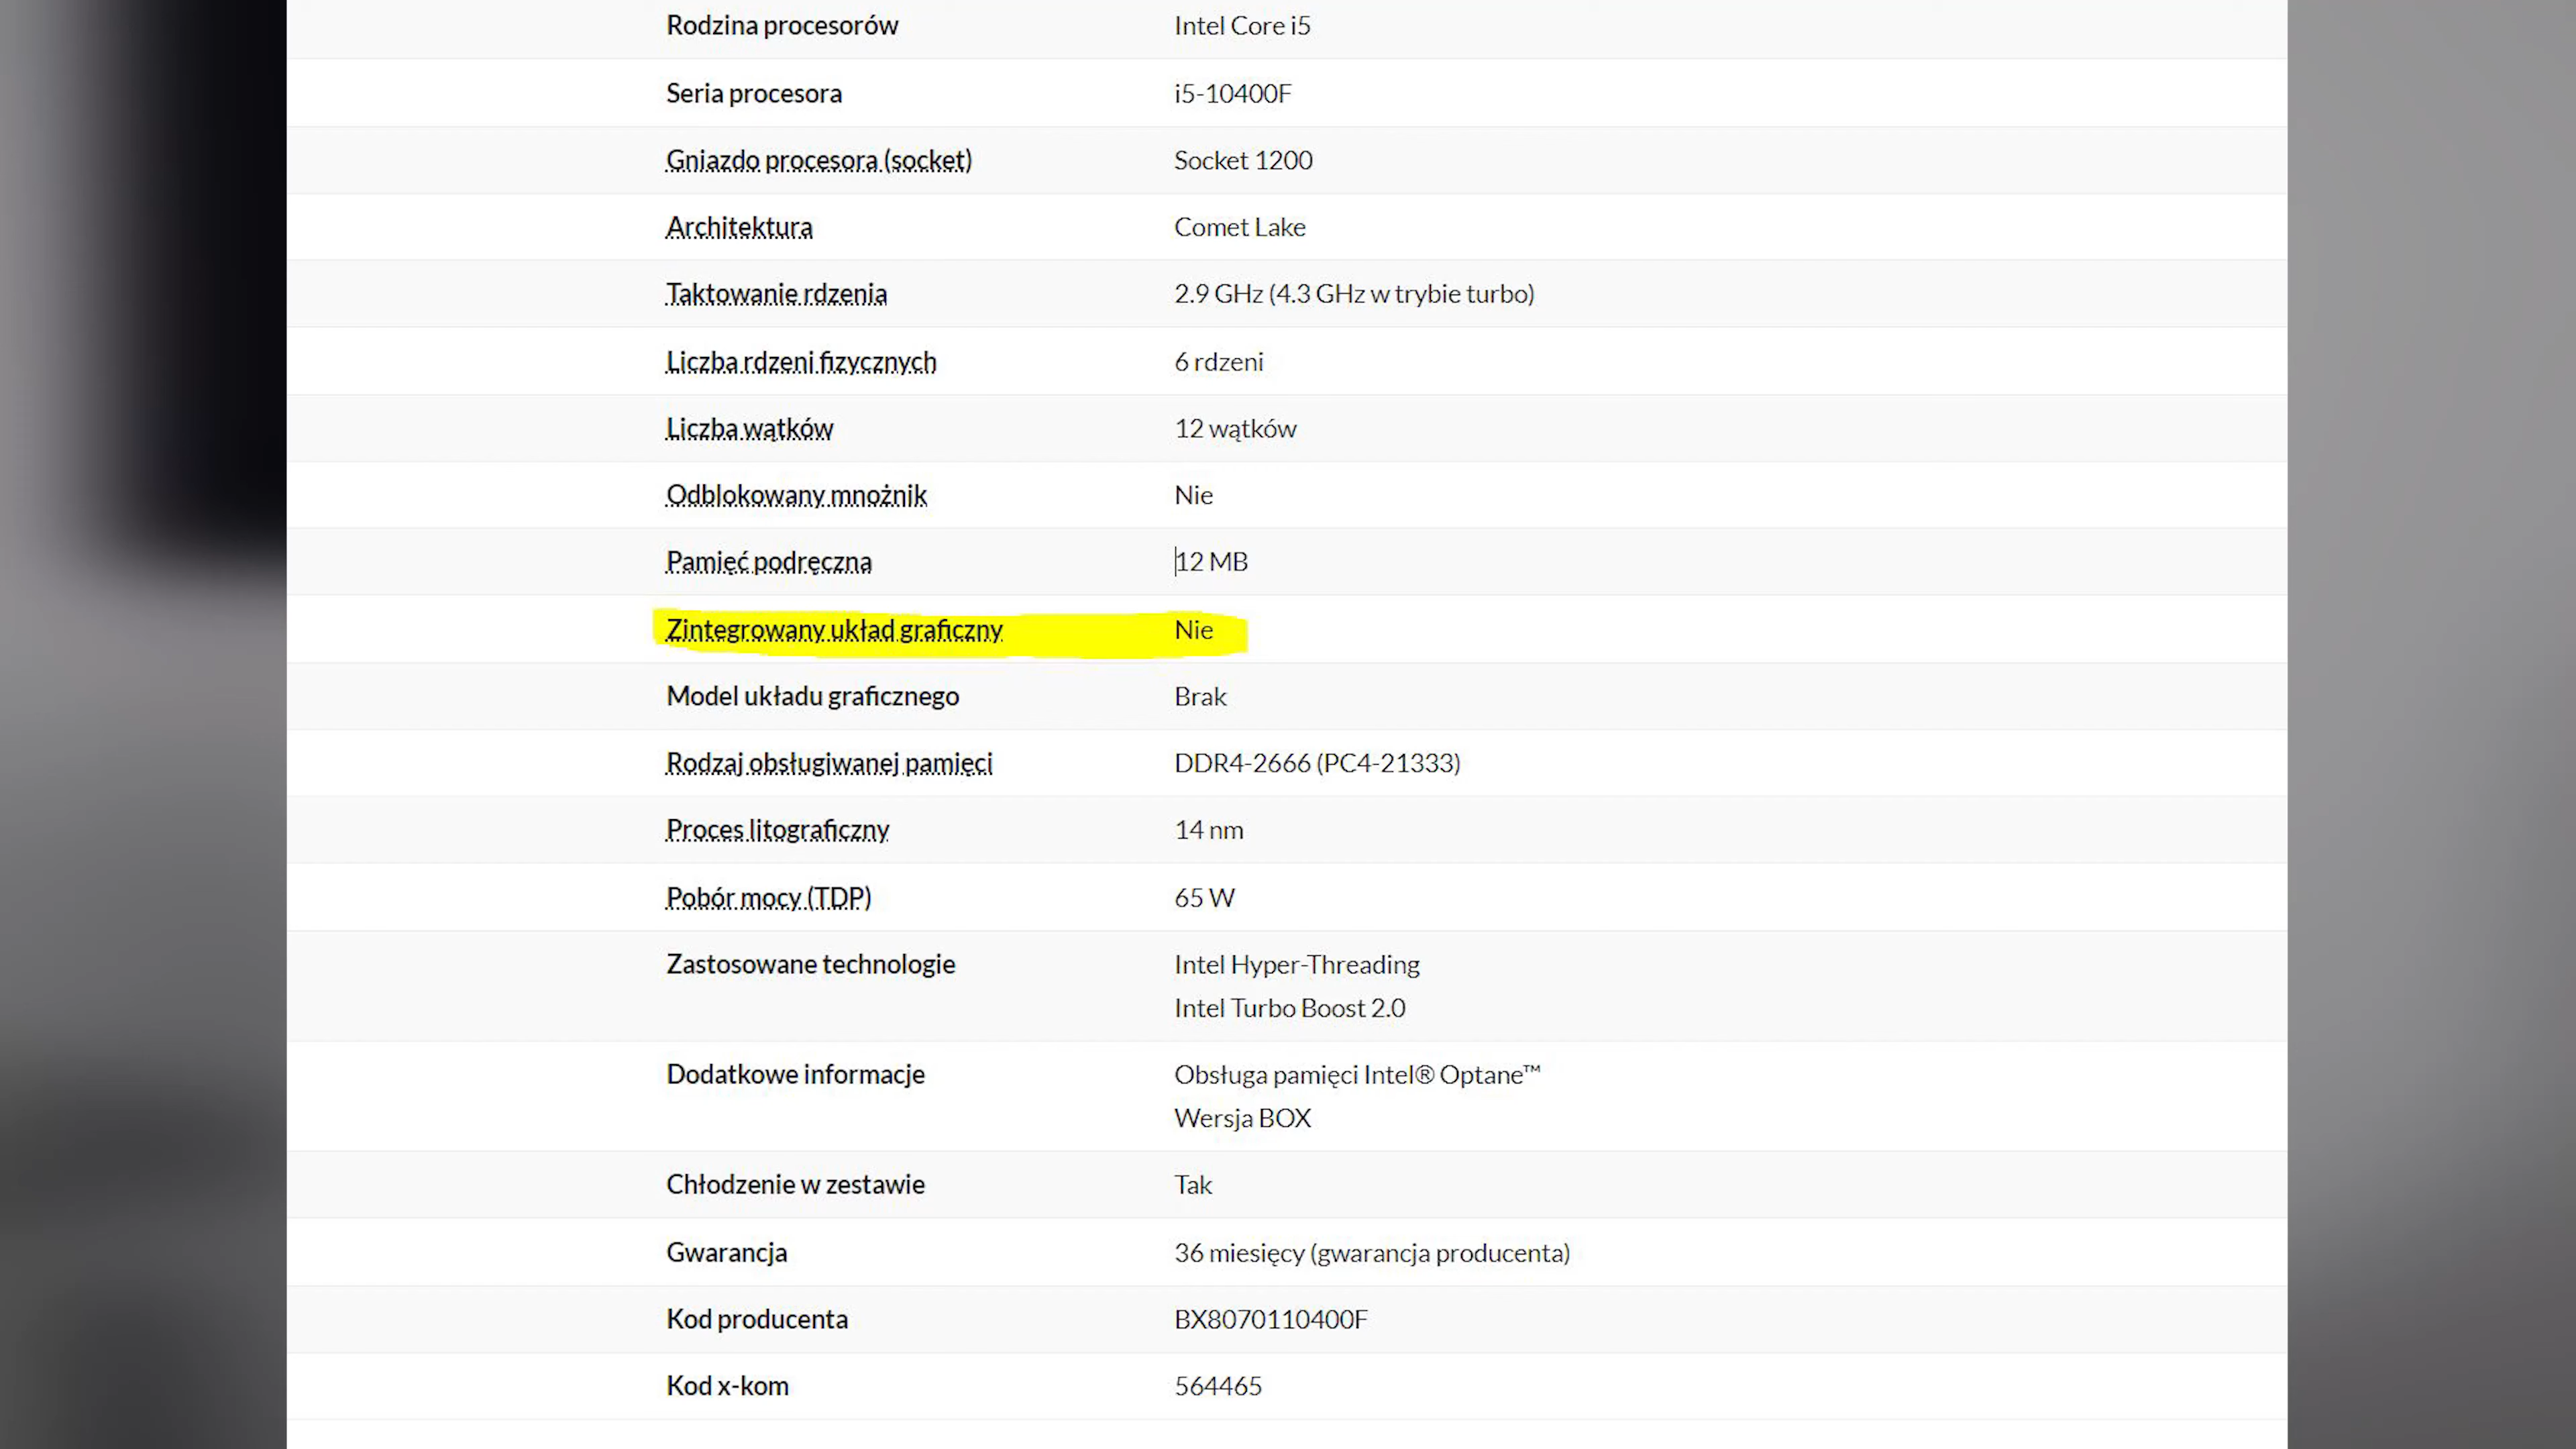 Rodzina procesorów Intel Core i5
Seria procesora i5-10400F
Gniazdo procesora (socket) Socket 1200
Architektura Comet Lake
Taktowanie rdzenia 2.9 GHz (4.3 GHz w trybie turbo)
Liczba rdzeni fizycznych 6 rdzeni
Liczba wątków 12 wątków
Odblokowany mnożnik Nie
Pamięć podręczna 12 MB
Zintegrowany układ graficzny Nie
Model układu graficznego Brak
Rodzaj obsługiwanej pamięci DDR4-2666 (PC4-21333)
Proces litograficzny 14 nm
Pobór mocy (TDP) 65 W
Zastosowane technologie Intel Hyper-Threading
Intel Turbo Boost 2.0
Dodatkowe informacje Obsługa pamięci Intel® Optane™
Wersja BOX
Chłodzenie w zestawie Tak
Gwarancja 36 miesięcy (gwarancja producenta)
Kod producenta BX8070110400F
Kod x-kom 564465